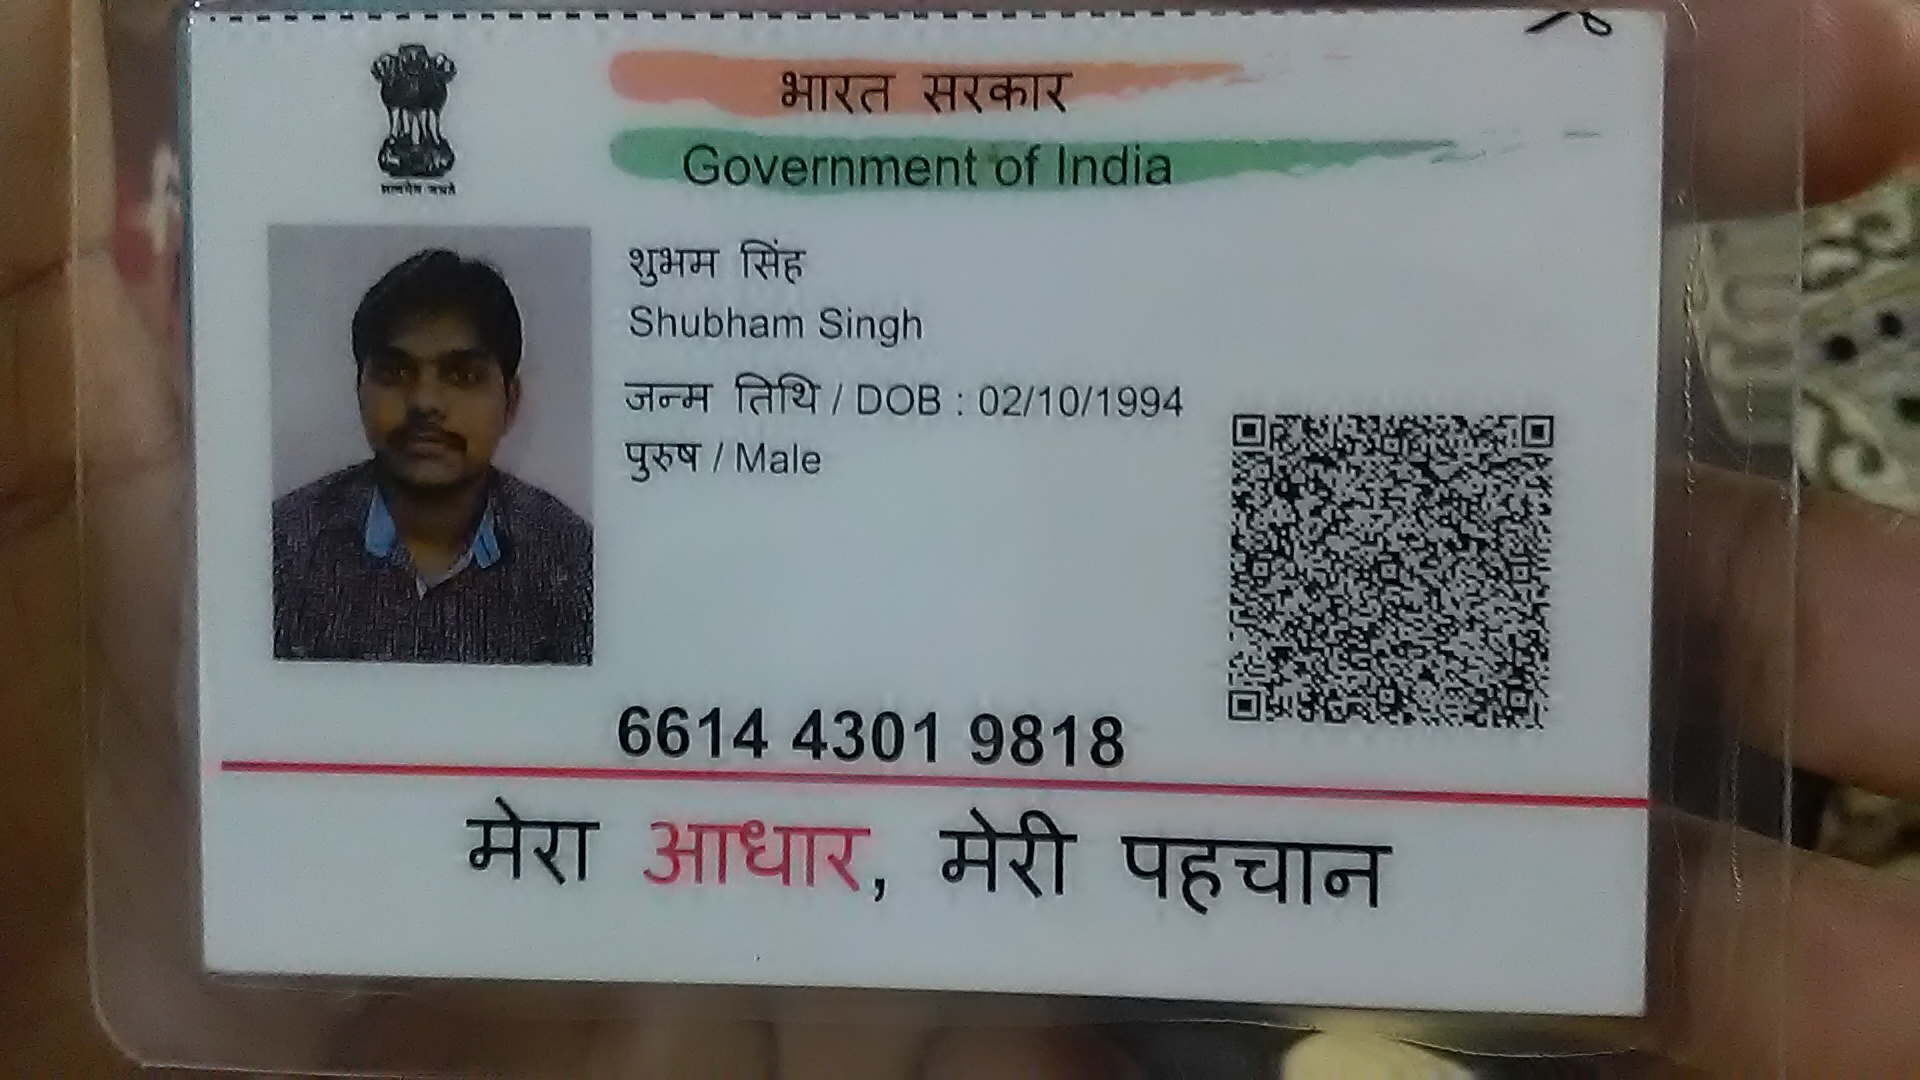 भारत सरकार
Government of India
सत्यमेव जयते
शुभम सिंह
Shubham Singh
जन्म तिथि / DOB : 02/10/1994
पुरुष / Male
6614 4301 9818
मेरा आधार, मेरी पहचान